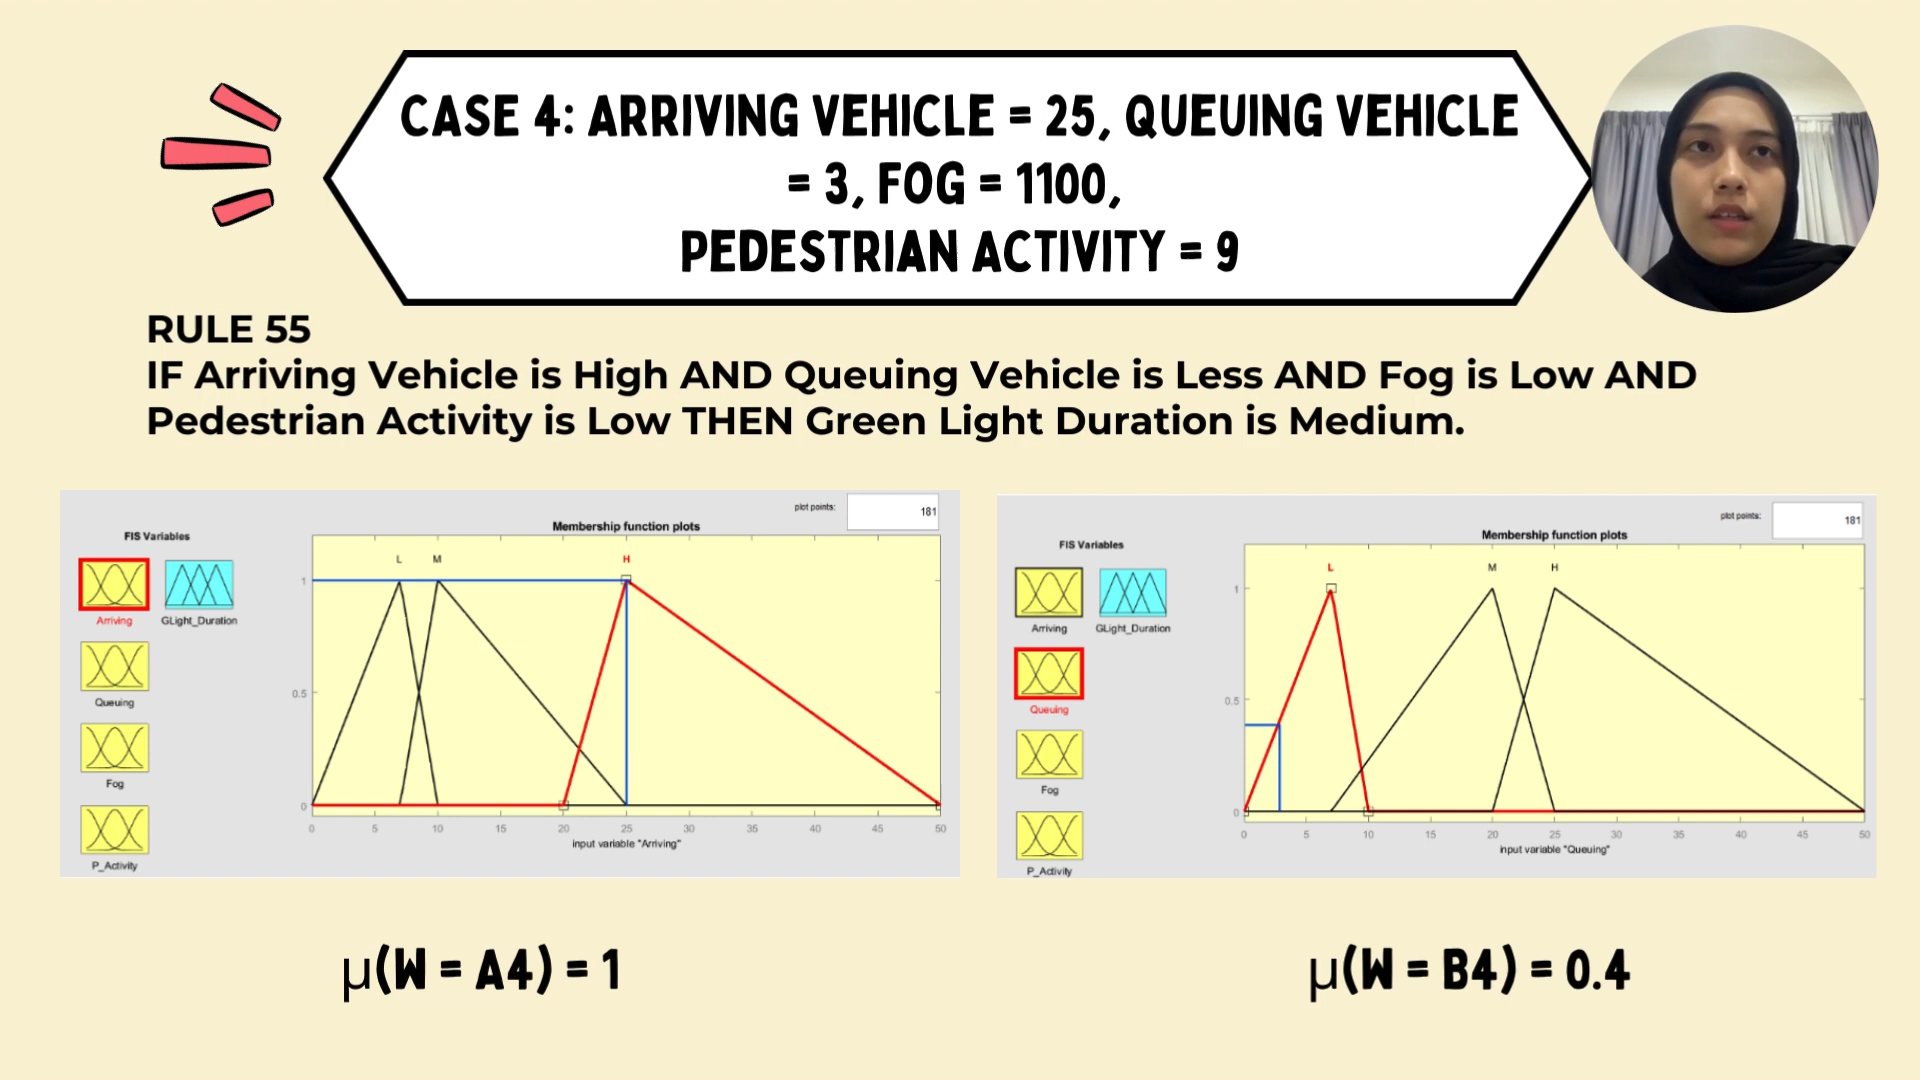 CASE 4: ARRIVING VEHICLE = 25, QUEUING VEHICLE
= 3, FOG = 1100,
PEDESTRIAN ACTIVITY = 9
RULE 55
IF Arriving Vehicle is High AND Queuing Vehicle is Less AND Fog is Low AND
Pedestrian Activity is Low THEN Green Light Duration is Medium.
plot points: 181
FIS Variables
Membership function plots
L M H
Arriving
GLight_Duration
Queuing
Fog
P_Activity
1
0.5
0
0 5 10 15 20 25 30 35 40 45 50
input variable "Arriving"
plot points: 181
FIS Variables
Membership function plots
L M H
Arriving
GLight_Duration
Queuing
Fog
P_Activity
1
0.5
0
0 5 10 15 20 25 30 35 40 45 50
input variable "Queuing"
μ(W = A4) = 1
μ(W = B4) = 0.4